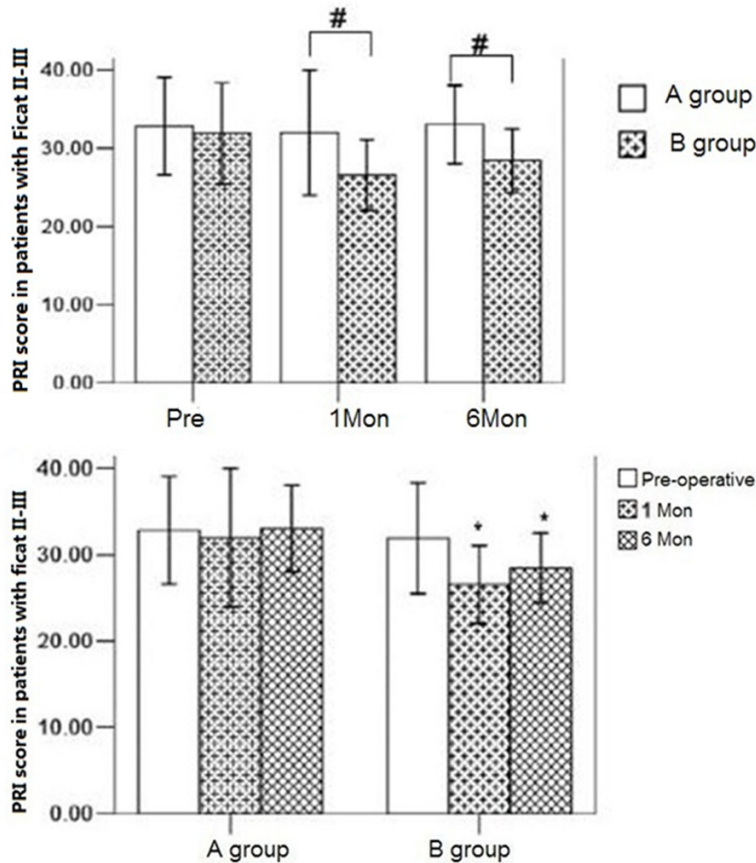 # #
PRI score in patients with Ficat II-III
40.00
30.00
20.00
10.00
0.00
Pre 1Mon 6Mon
A group
B group
PRI score in patients with ficat II-III
40.00
30.00
20.00
10.00
0.00
* *
A group B group
Pre-operative
1 Mon
6 Mon